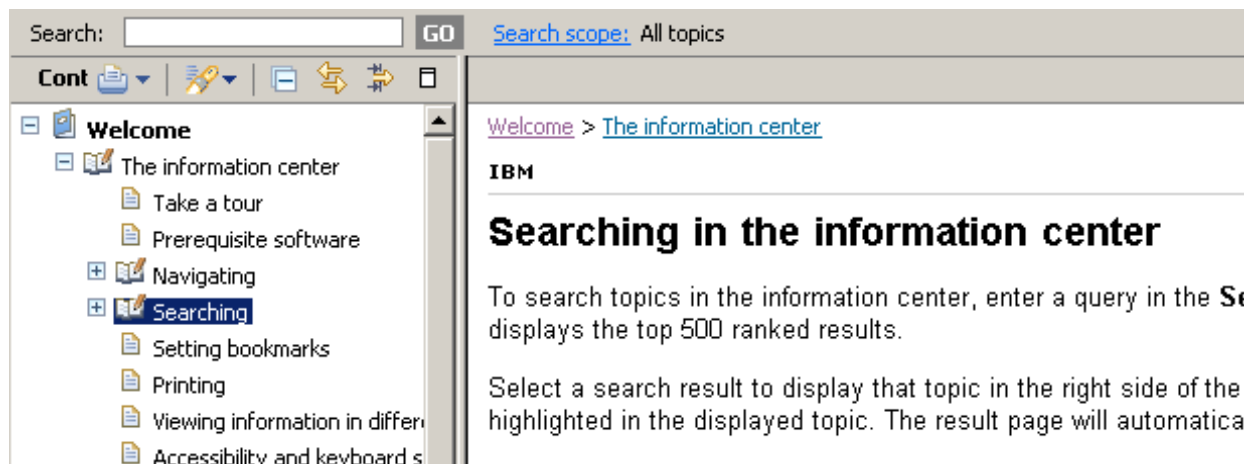 Search: GO Search scope: All topics
Cont
Welcome
The information center
Take a tour
Prerequisite software
Navigating
Searching
Setting bookmarks
Printing
Viewing information in differ
Accessibility and keyboard s
Welcome > The information center
IBM
Searching in the information center
To search topics in the information center, enter a query in the Se
displays the top 500 ranked results.
Select a search result to display that topic in the right side of the
highlighted in the displayed topic. The result page will automatica